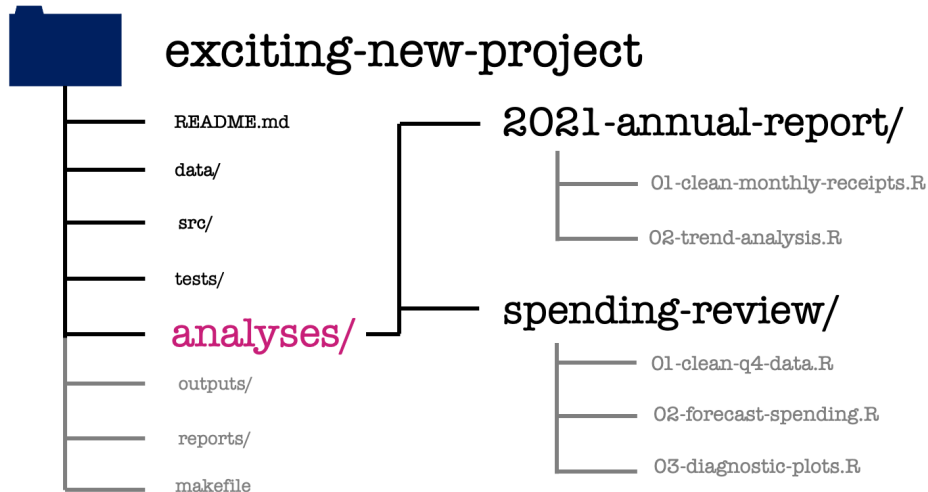 exciting-new-project
README.md
data/
src/
tests/
analyses/
outputs/
reports/
makefile
2021-annual-report/
01-clean-monthly-receipts.R
02-trend-analysis.R
spending-review/
01-clean-q4-data.R
02-forecast-spending.R
03-diagnostic-plots.R